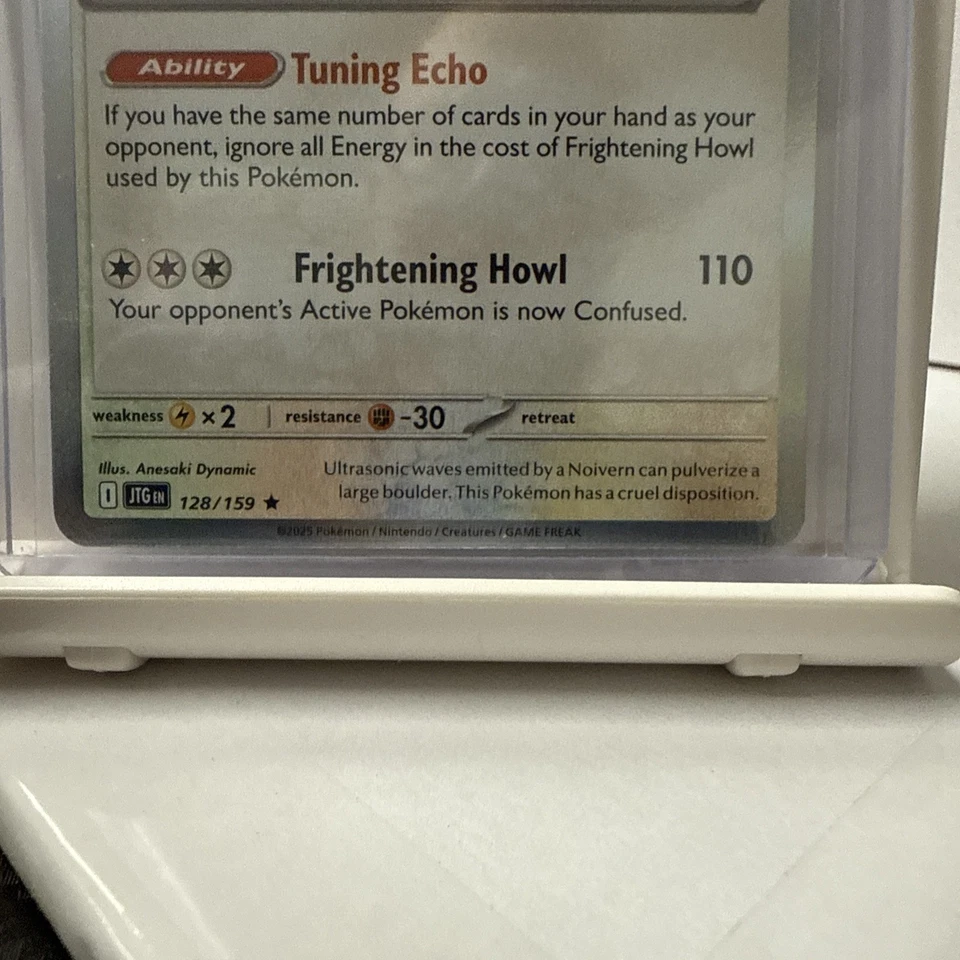 Ability Tuning Echo
If you have the same number of cards in your hand as your
opponent, ignore all Energy in the cost of Frightening Howl
used by this Pokémon.
Frightening Howl 110
Your opponent's Active Pokémon is now Confused.
weakness ×2 resistance -30 retreat
Illus. Anesaki Dynamic
Ultrasonic waves emitted by a Noivern can pulverize a
large boulder. This Pokémon has a cruel disposition.
I JTG EN 128/159 ★
©2025 Pokémon / Nintendo / Creatures / GAME FREAK